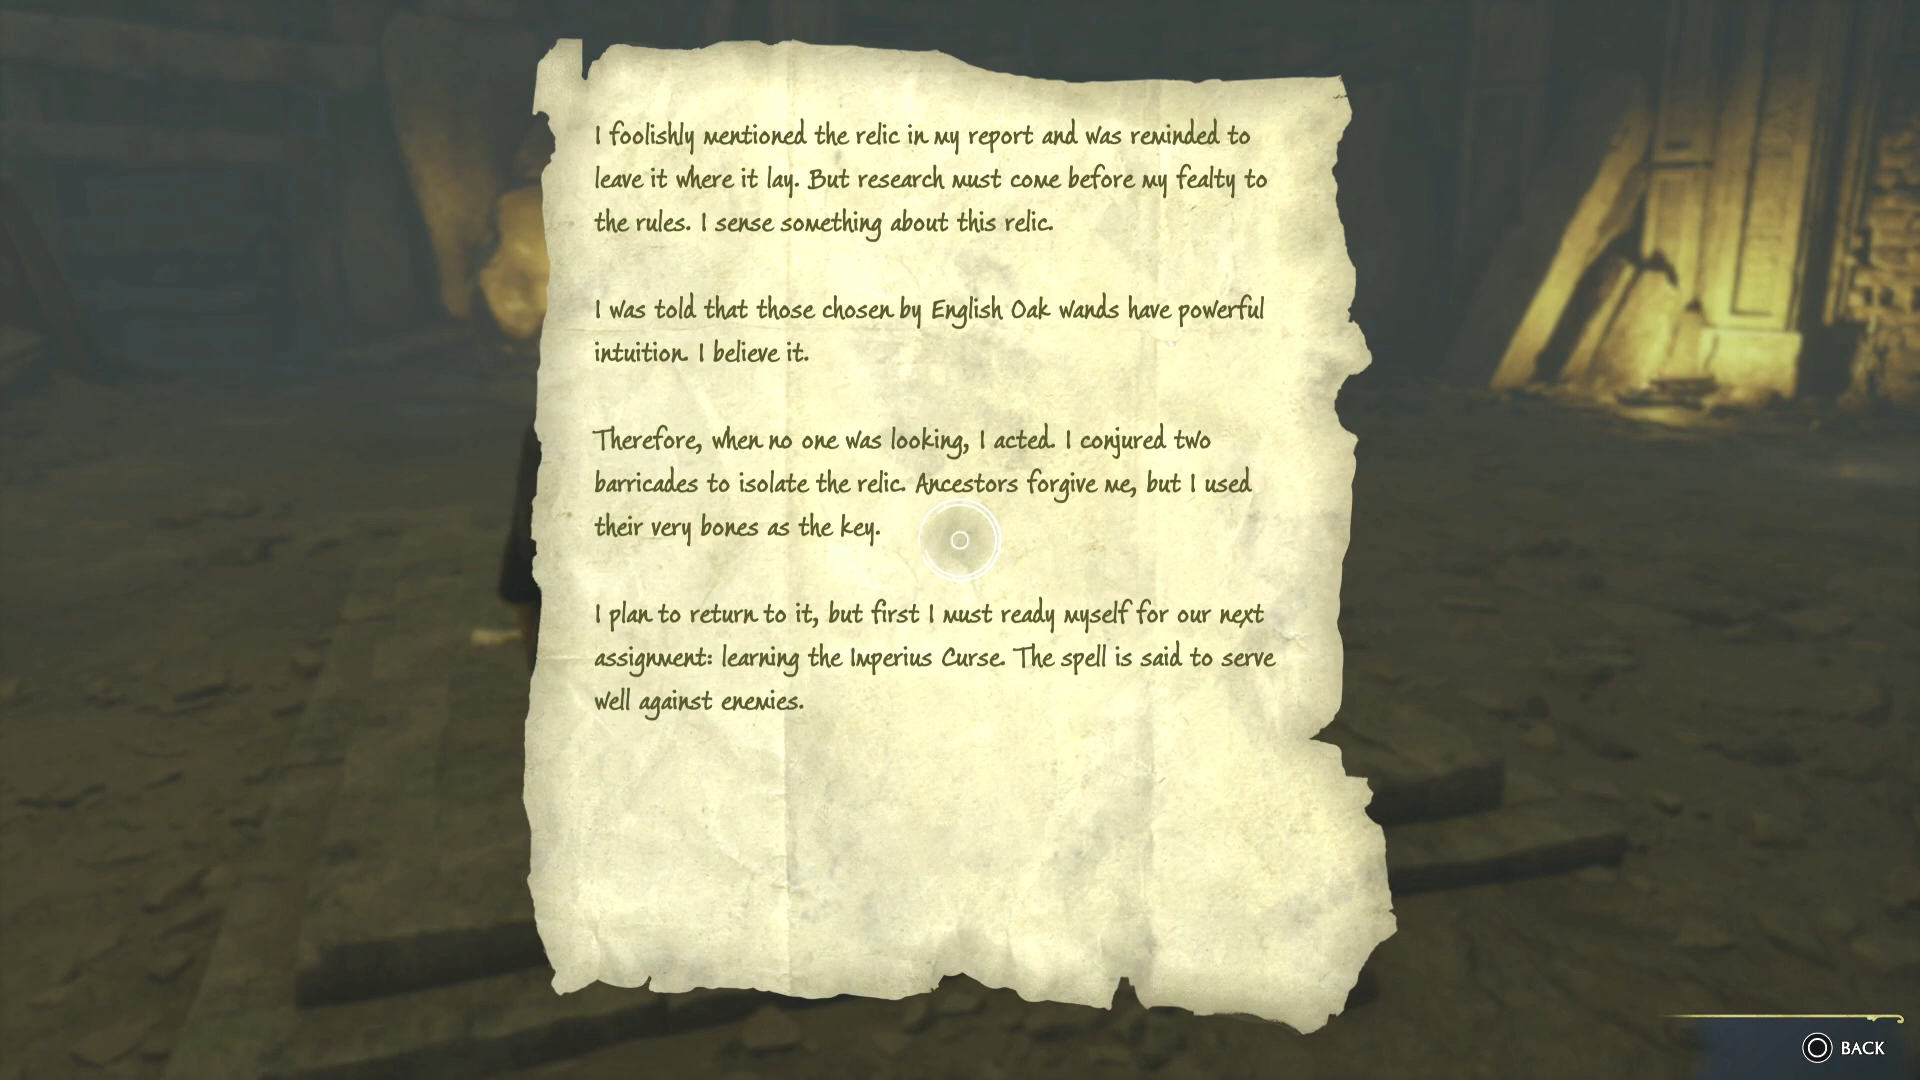 I foolishly mentioned the relic in my report and was reminded to
leave it where it lay. But research must come before my fealty to
the rules. I sense something about this relic.
I was told that those chosen by English Oak wands have powerful
intuition. I believe it.
Therefore, when no one was looking, I acted. I conjured two
barricades to isolate the relic. Ancestors forgive me, but I used
their very bones as the key.
I plan to return to it, but first I must ready myself for our next
assignment: learning the Imperius Curse. The spell is said to serve
well against enemies.
BACK